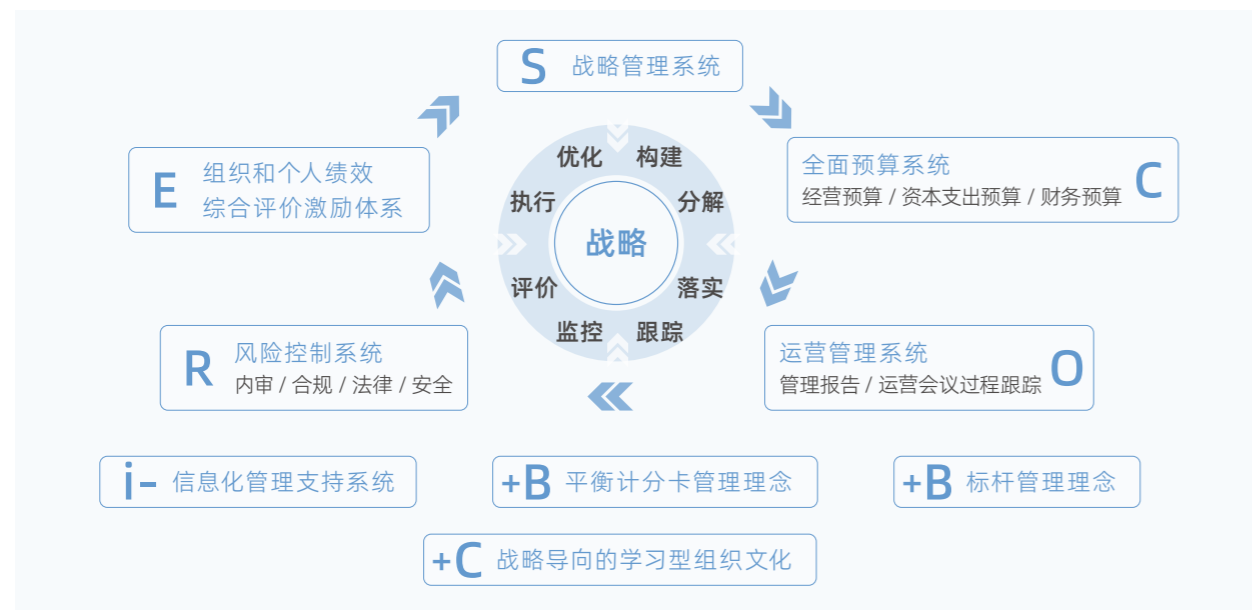 S 战略管理系统
E 组织和个人绩效
综合评价激励体系
全面预算系统 C
经营预算 / 资本支出预算 / 财务预算
优化 构建
执行 分解
战略
评价 落实
监控 跟踪
R 风险控制系统
内审 / 合规 / 法律 / 安全
运营管理系统 O
管理报告 / 运营会议过程跟踪
i- 信息化管理支持系统
+B 平衡计分卡管理理念
+B 标杆管理理念
+C 战略导向的学习型组织文化